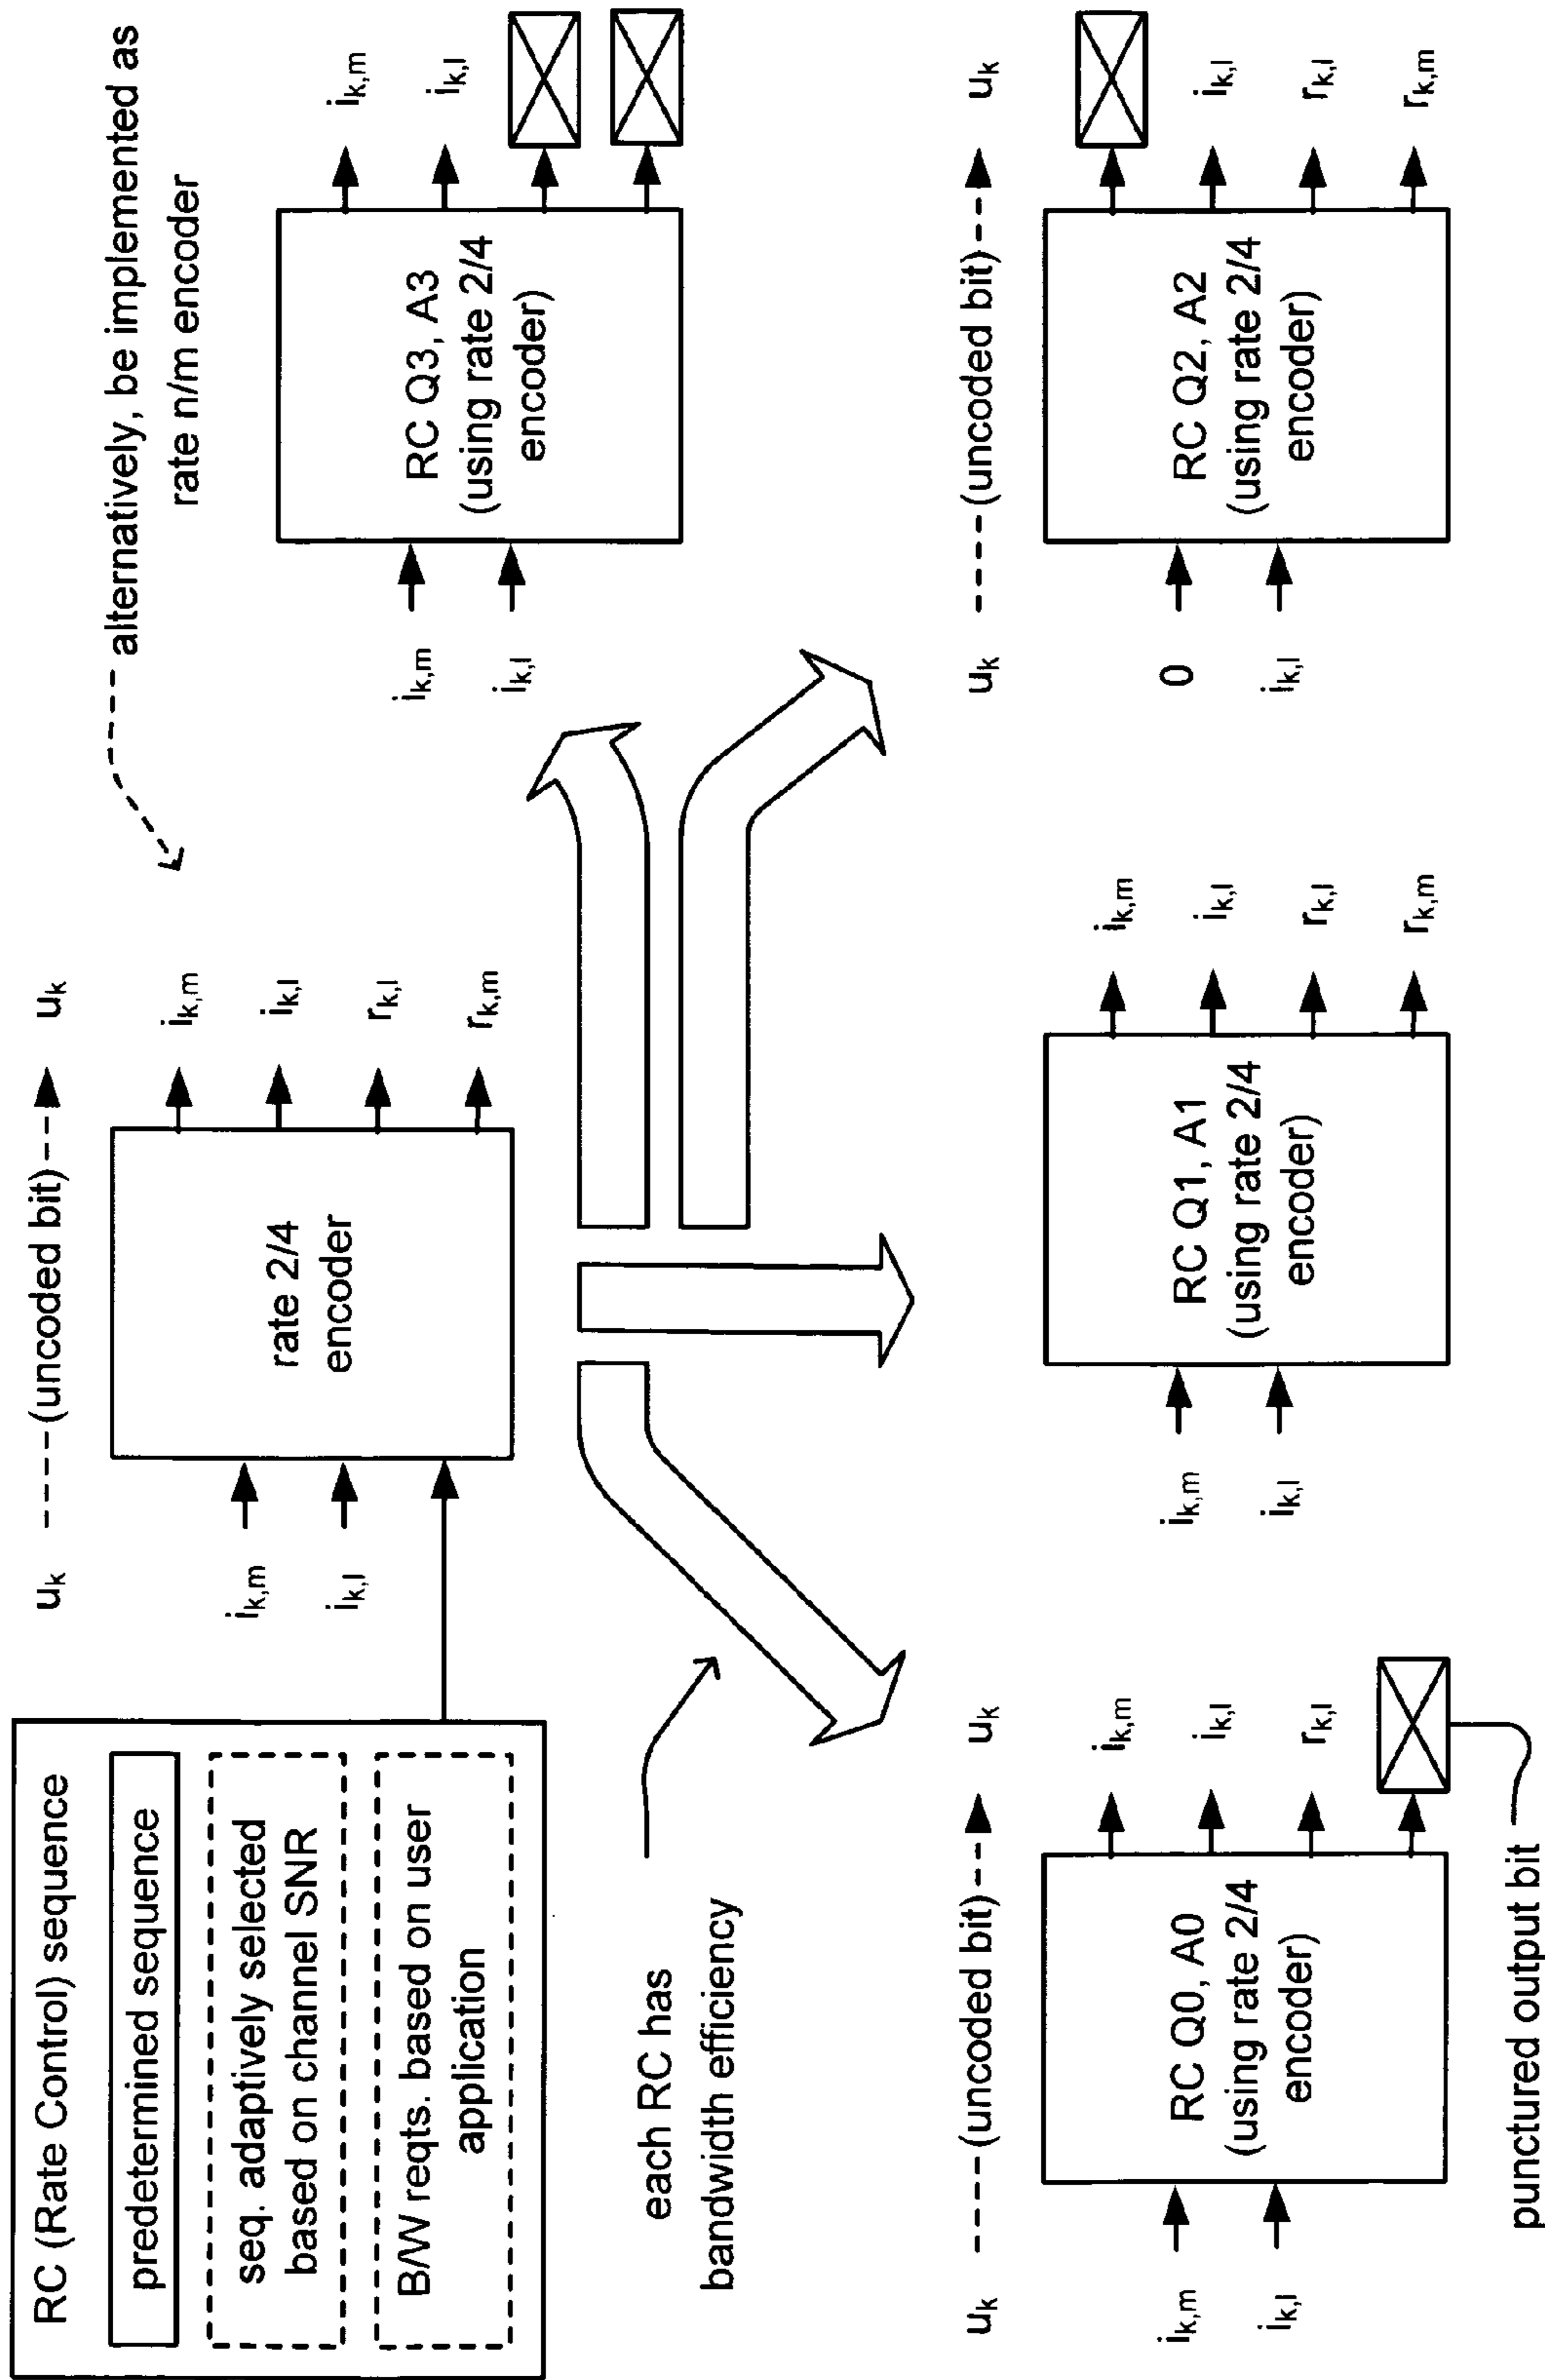 RC (Rate Control) sequence
predetermined sequence
seq. adaptively selected
based on channel SNR
B/W reqts. based on user
application
u_k ----(uncoded bit)--- u_k
i_k,m
i_k,l
rate 2/4
encoder
i_k,m
i_k,l
r_k,l
r_k,m
alternatively, be implemented as
rate n/m encoder
i_k,m
i_k,l
RC Q3, A3
(using rate 2/4
encoder)
i_k,m
i_k,l
each RC has
bandwidth efficiency
u_k ----(uncoded bit)--- u_k
i_k,m
i_k,l
RC Q0, A0
(using rate 2/4
encoder)
i_k,m
i_k,l
r_k,l
punctured output bit
i_k,m
i_k,l
RC Q1, A1
(using rate 2/4
encoder)
i_k,m
i_k,l
r_k,l
r_k,m
u_k ----(uncoded bit)--- u_k
0
i_k,l
RC Q2, A2
(using rate 2/4
encoder)
i_k,l
r_k,l
r_k,m